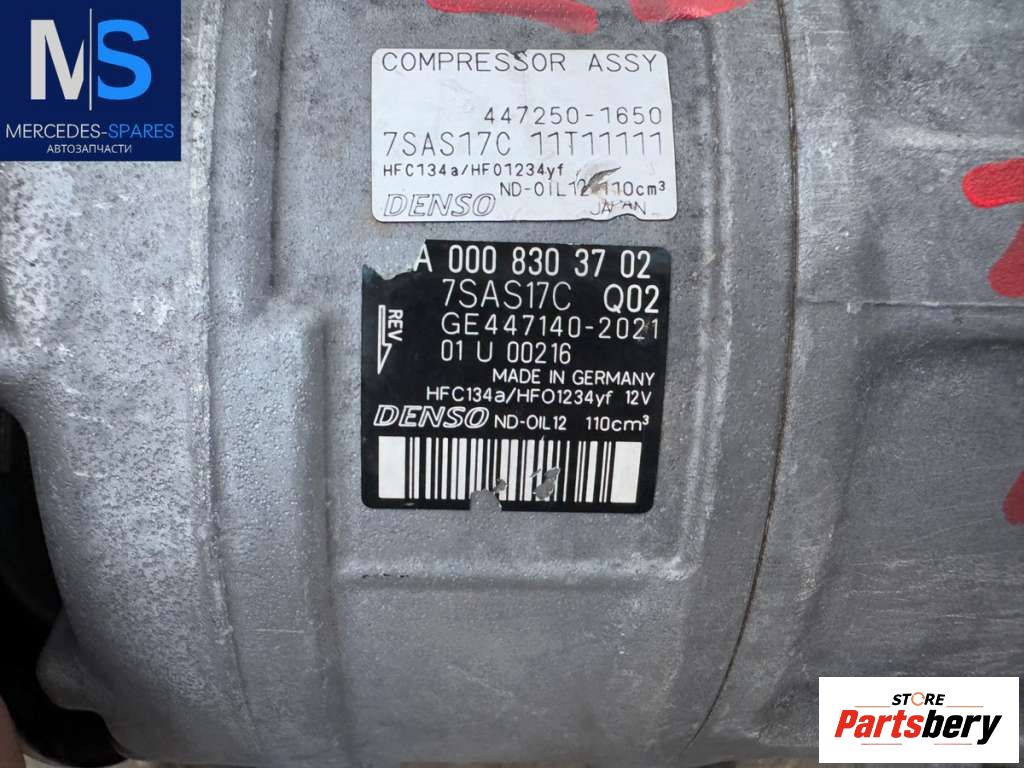 MS
MERCEDES-SPARES
АВТОЗАПЧАСТИ
COMPRESSOR ASSY
447250-1650
7SAS17C 11T11111
HFC134a/HFO1234yf
ND-OIL12 110cm³
DENSO JAPAN
A 000 830 3702
7SAS17C Q02
GE447140-2021
REV
01 U 00216
MADE IN GERMANY
HFC134a/HFO1234yf 12V
DENSO ND-OIL12 110cm³
STORE
Partsbery